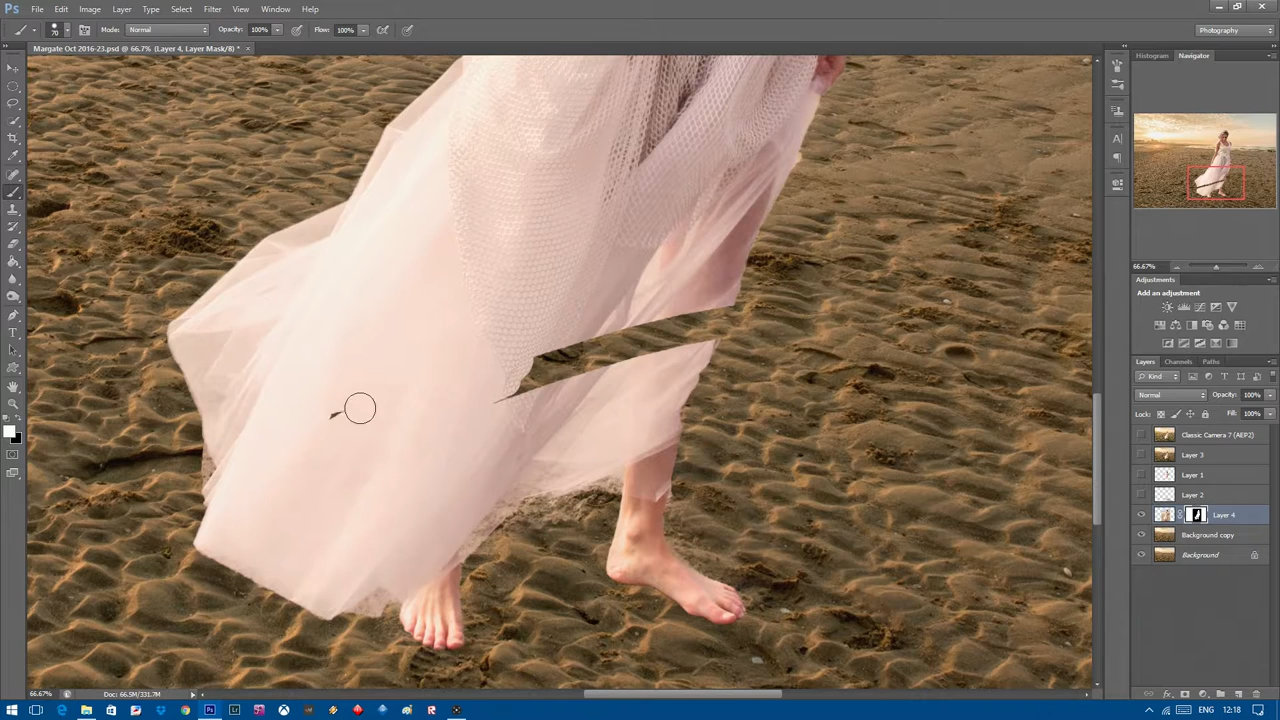 Ps File Edit Image Layer Type Select Filter View Window Help
70 Mode: Normal Opacity: 100% Flow: 100% Photography
Margate Oct 2016-23.psd @ 66.7% (Layer 4, Layer Mask/8) * ×
Histogram Navigator
66.67%
Adjustments
Add an adjustment
Layers Channels Paths
Kind
Normal Opacity: 100%
Lock: Fill: 100%
Classic Camera 7 (AEP2)
Layer 3
Layer 1
Layer 2
Layer 4
Background copy
Background
66.67% Doc: 66.5M/331.7M
ENG 12:18